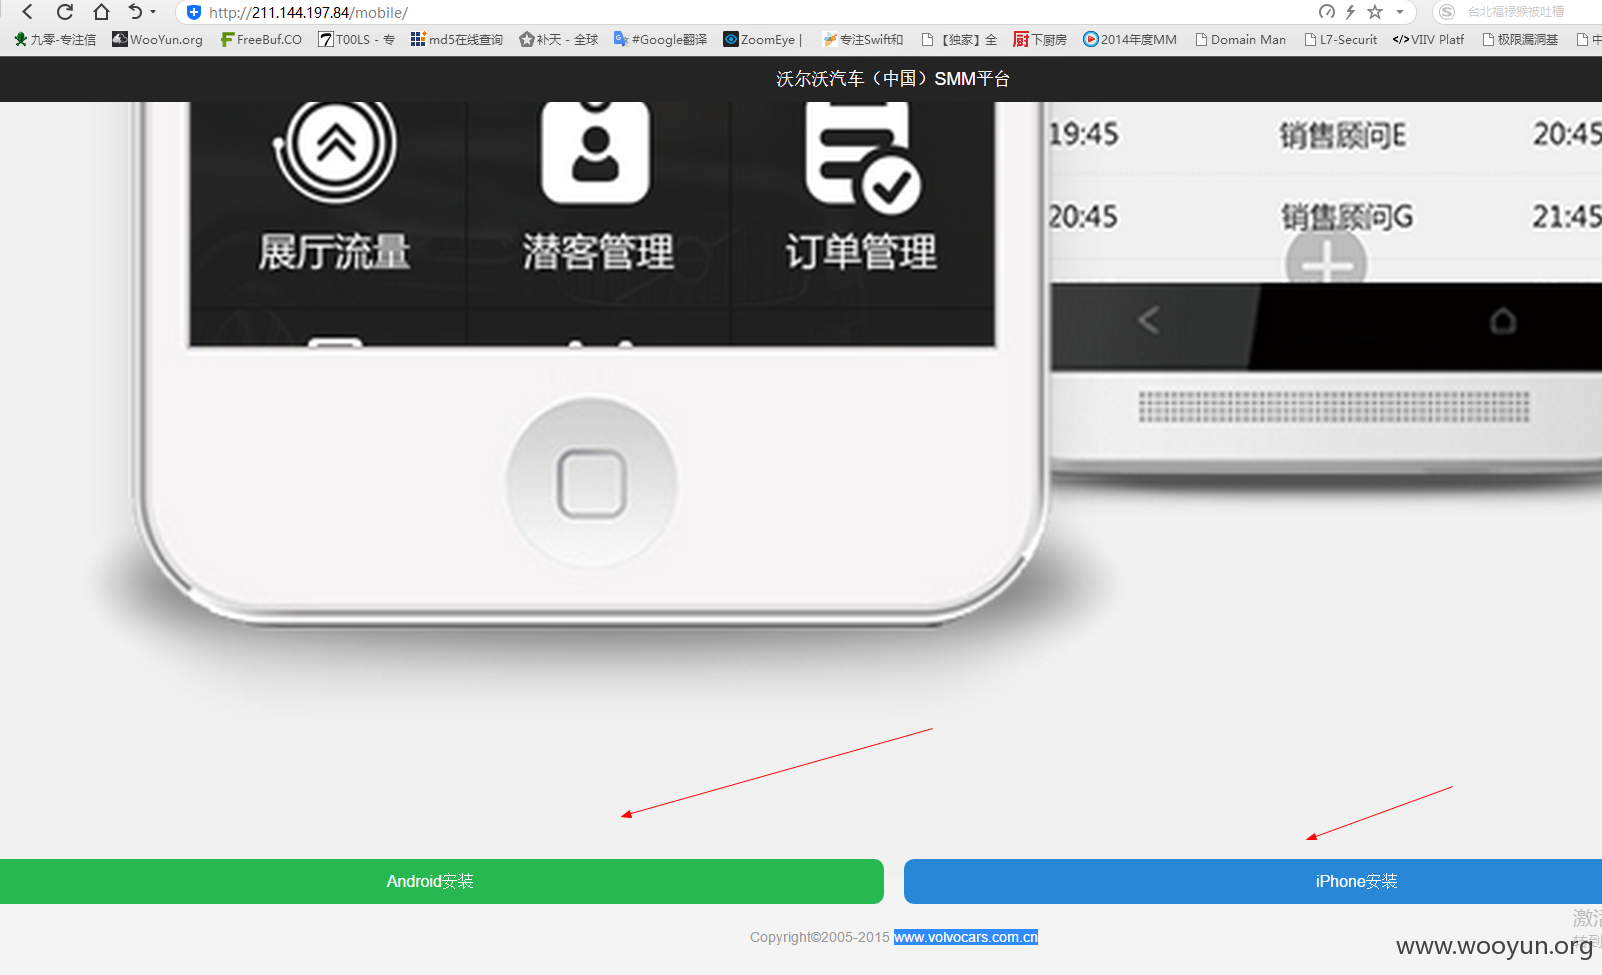 http://211.144.197.84/mobile/
台北福禄猴被吐槽
九零-专注信 WooYun.org FreeBuf.CO T00LS - 专 md5在线查询 补天 - 全球 #Google翻译 ZoomEye | 专注Swift和 【独家】全 下厨房 2014年度MM Domain Man L7-Securit VIIV Platf 极限漏洞基 中
沃尔沃汽车（中国）SMM平台
19:45 销售顾问E 20:45
20:45 销售顾问G 21:45
展厅流量 潜客管理 订单管理
Android安装 iPhone安装
Copyright©2005-2015 www.volvocars.com.cn
激活
转到
www.wooyun.org